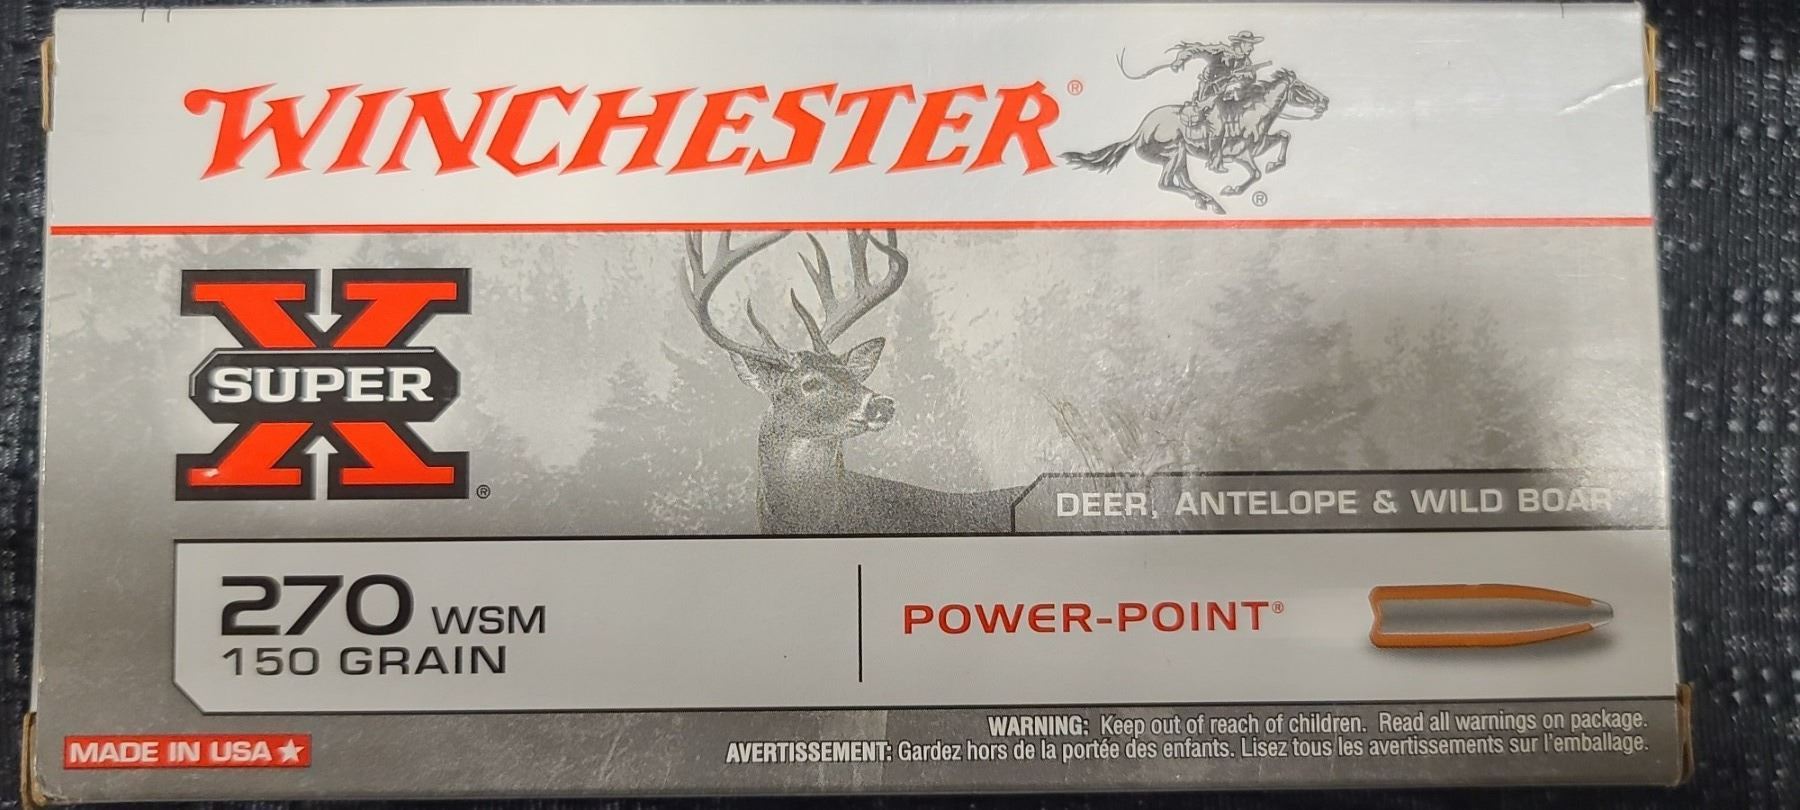 WINCHESTER®
®
X
SUPER
®
DEER, ANTELOPE & WILD BOAR
270 WSM
150 GRAIN
POWER-POINT®
WARNING: Keep out of reach of children. Read all warnings on package.
AVERTISSEMENT: Gardez hors de la portée des enfants. Lisez tous les avertissements sur l'emballage.
MADE IN USA